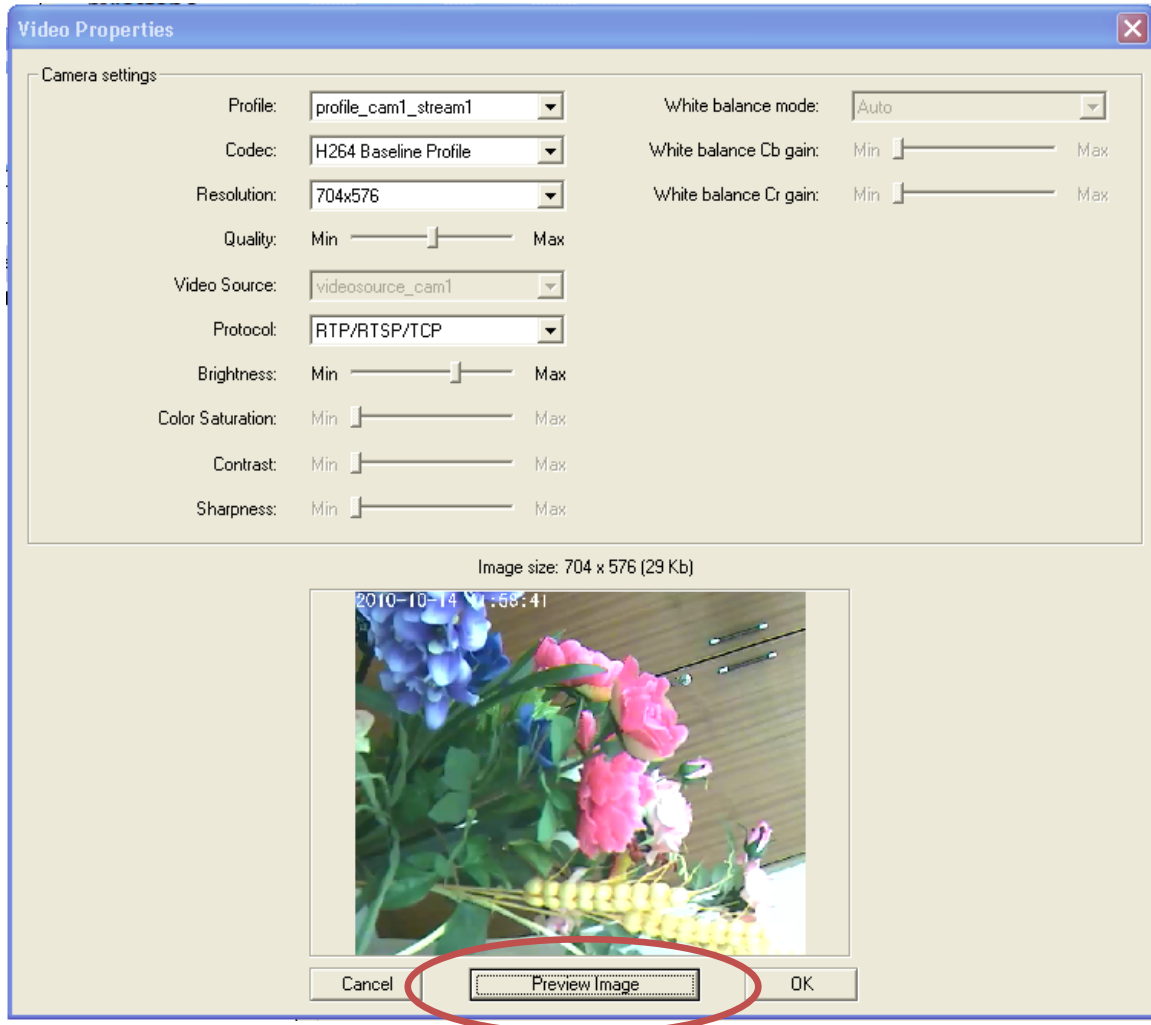 Video Properties
Camera settings
Profile: profile_cam1_stream1
Codec: H264 Baseline Profile
Resolution: 704x576
Quality: Min Max
Video Source: videosource_cam1
Protocol: RTP/RTSP/TCP
Brightness: Min Max
Color Saturation: Min Max
Contrast: Min Max
Sharpness: Min Max
White balance mode: Auto
White balance Cb gain: Min Max
White balance Cr gain: Min Max
Image size: 704 x 576 (29 Kb)
2010-10-14
Cancel Preview Image OK